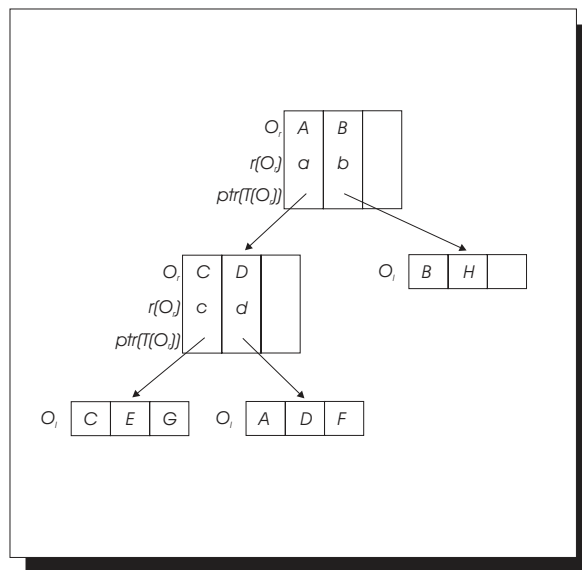 Oᵣ A B
r(Oᵣ) a b
ptr(T(Oᵣ))
Oᵣ C D
Oₗ B H
r(Oᵣ) c d
ptr(T(Oᵣ))
Oₗ C E G
Oₗ A D F